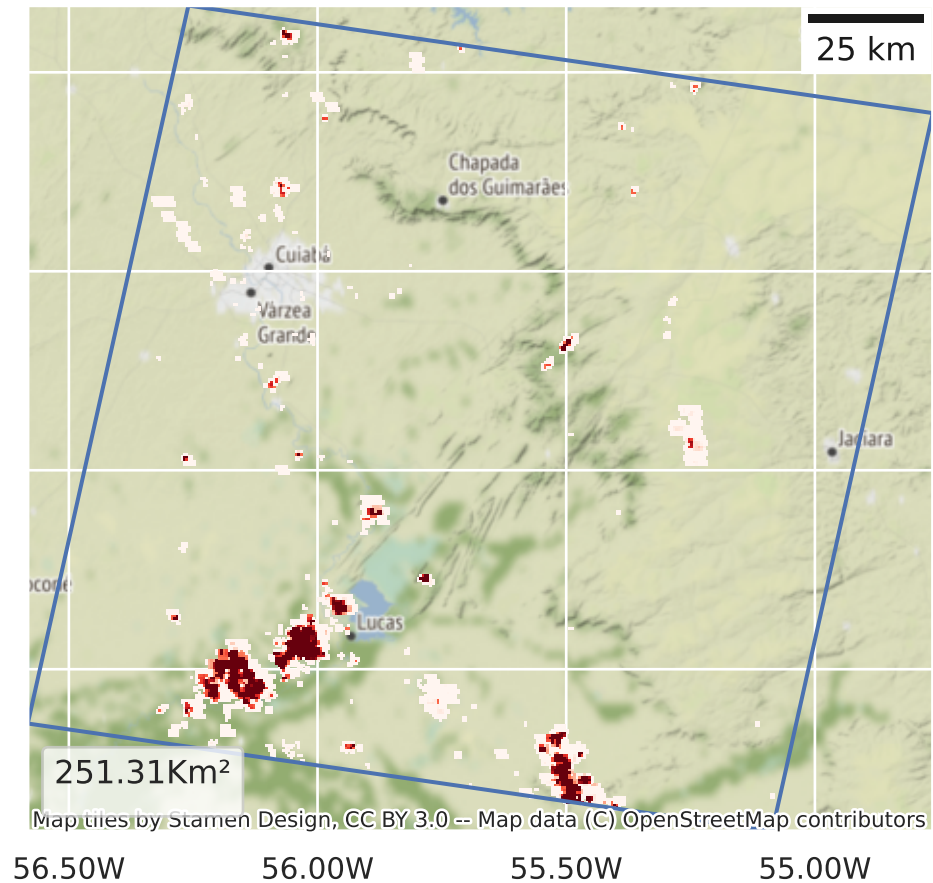 25 km
Chapada
dos Guimarães
Cuiabá
Várzea
Grande
Jaciara
ocone
Lucas
251.31Km²
Map tiles by Stamen Design, CC BY 3.0 -- Map data (C) OpenStreetMap contributors
56.50W 56.00W 55.50W 55.00W